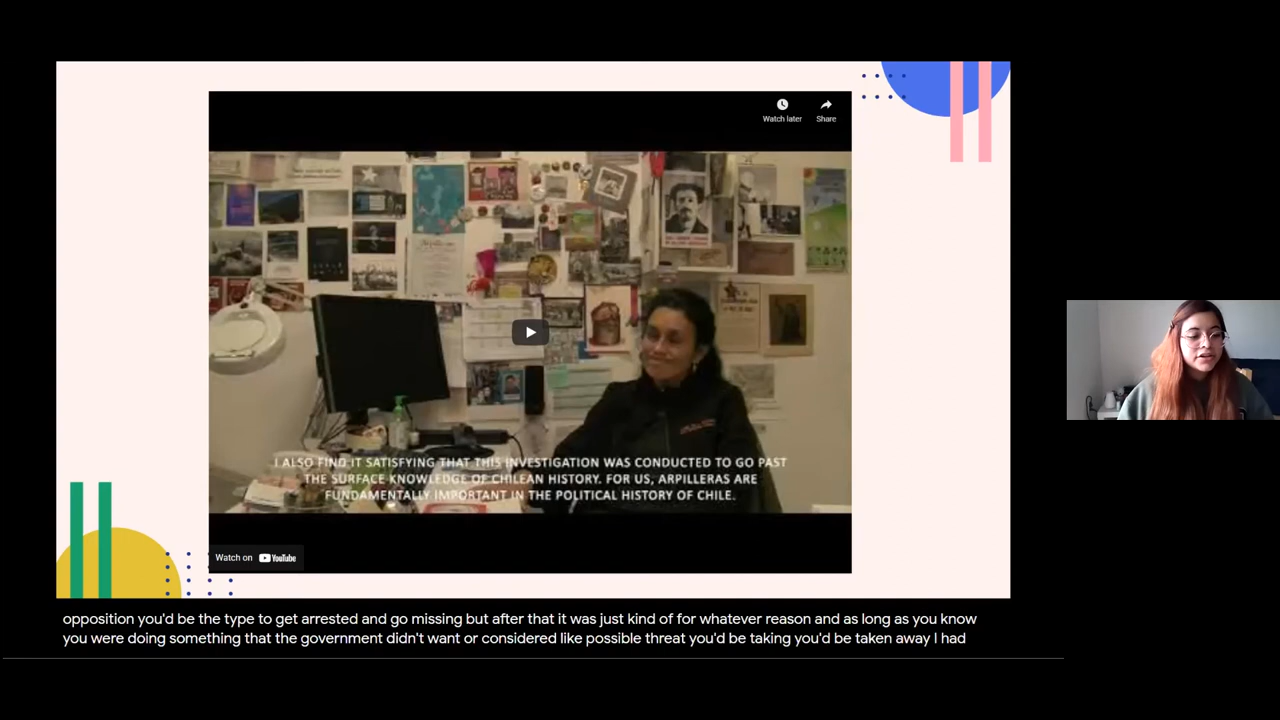 Watch later
Share
I ALSO FIND IT SATISFYING THAT THIS INVESTIGATION WAS CONDUCTED TO GO PAST
THE SURFACE KNOWLEDGE OF CHILEAN HISTORY. FOR US, ARPILLERAS ARE
FUNDAMENTALLY IMPORTANT IN THE POLITICAL HISTORY OF CHILE.
Watch on YouTube
opposition you'd be the type to get arrested and go missing but after that it was just kind of for whatever reason and as long as you know
you were doing something that the government didn't want or considered like possible threat you'd be taking you'd be taken away I had